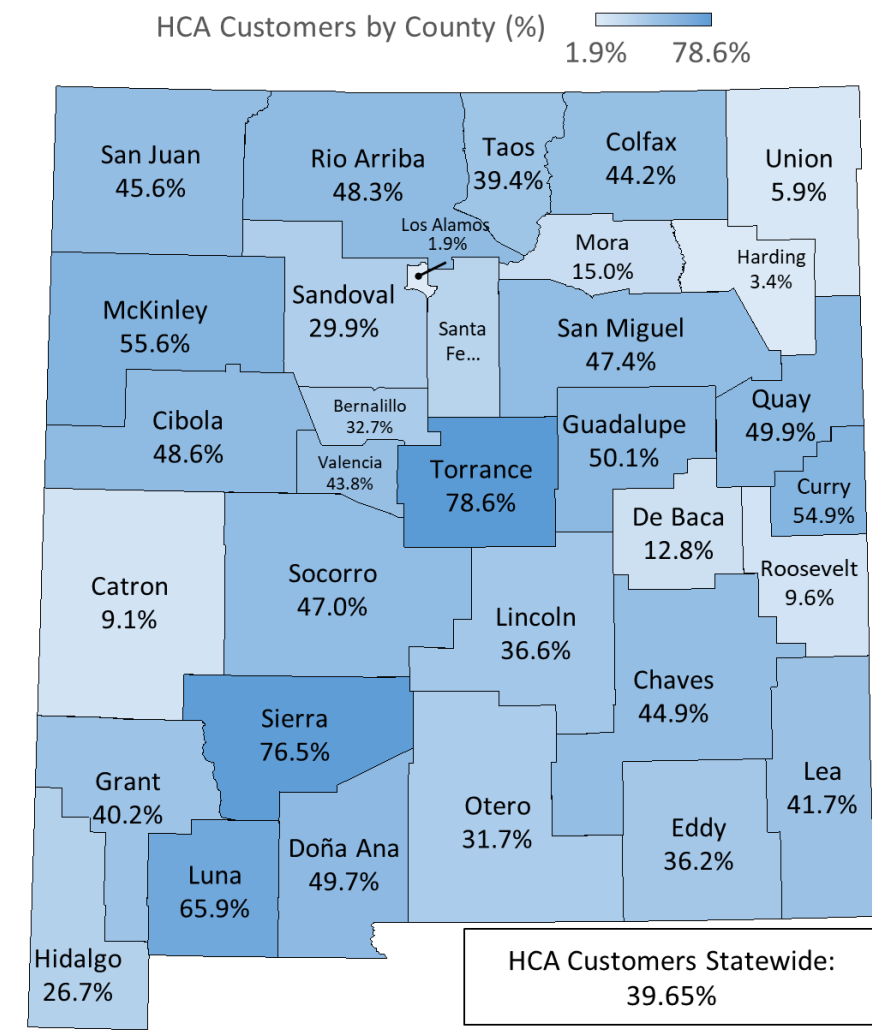 HCA Customers by County (%)
1.9% 78.6%
San Juan
45.6%
Rio Arriba
48.3%
Taos
39.4%
Colfax
44.2%
Union
5.9%
Los Alamos
1.9%
Mora
15.0%
Harding
3.4%
McKinley
55.6%
Sandoval
29.9%
Santa
Fe...
San Miguel
47.4%
Quay
49.9%
Cibola
48.6%
Bernalillo
32.7%
Valencia
43.8%
Torrance
78.6%
Guadalupe
50.1%
Curry
54.9%
De Baca
12.8%
Roosevelt
9.6%
Catron
9.1%
Socorro
47.0%
Lincoln
36.6%
Chaves
44.9%
Sierra
76.5%
Grant
40.2%
Otero
31.7%
Lea
41.7%
Eddy
36.2%
Doña Ana
49.7%
Luna
65.9%
Hidalgo
26.7%
HCA Customers Statewide:
39.65%